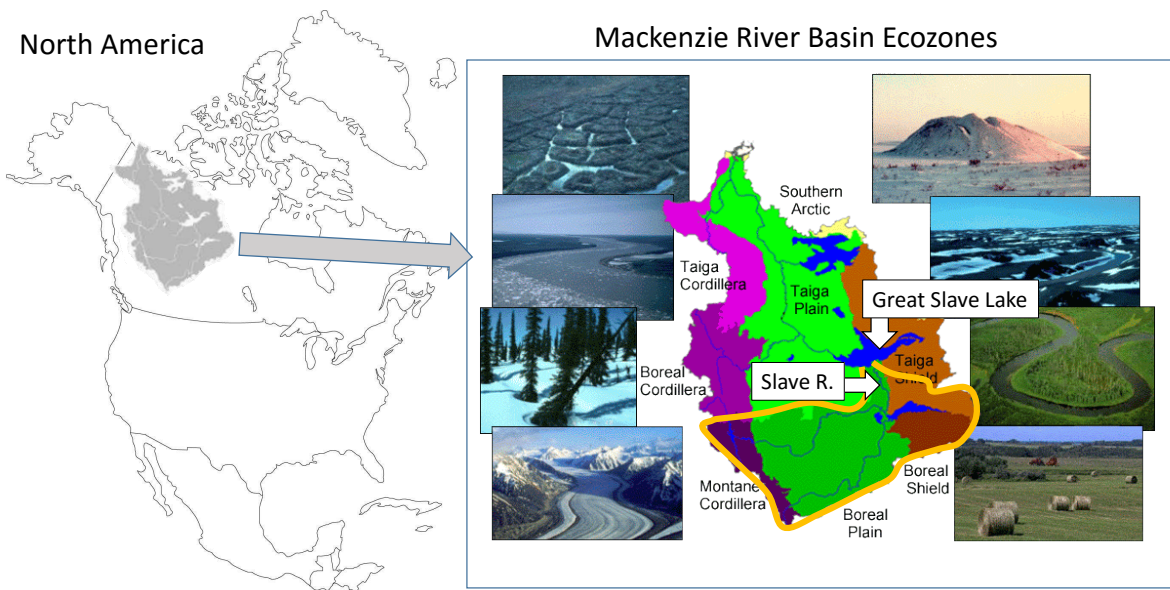 North America
Mackenzie River Basin Ecozones
Southern
Arctic
Taiga
Cordillera
Taiga
Plain
Great Slave Lake
Taiga
Shield
Boreal
Cordillera
Slave R.
Montane
Cordillera
Boreal
Shield
Boreal
Plain